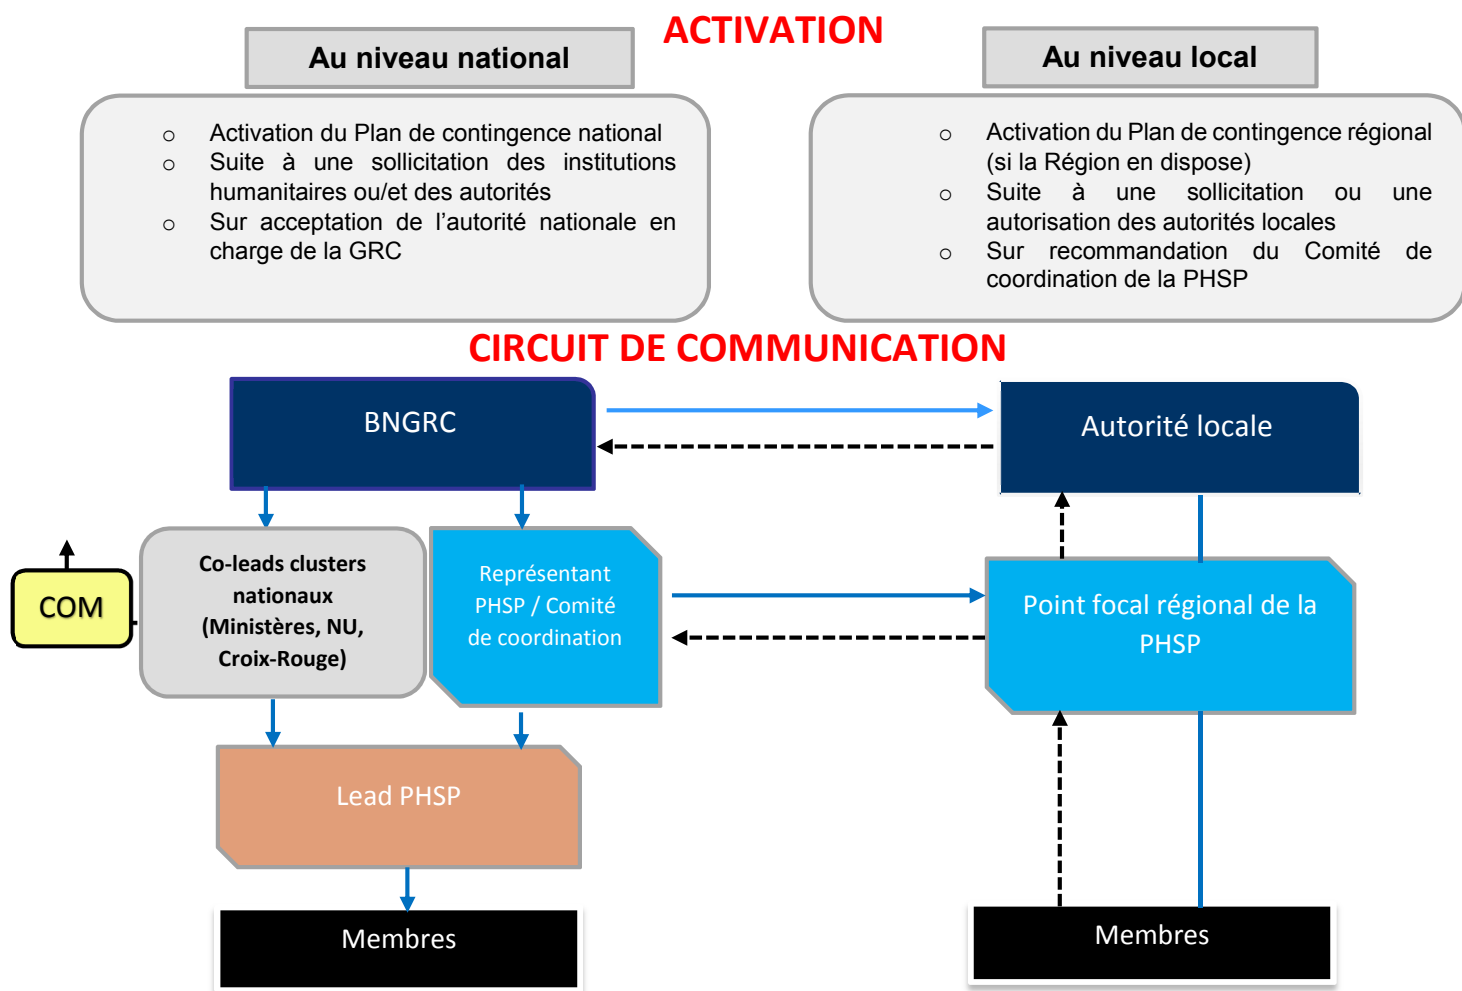 ACTIVATION
Au niveau national
o Activation du Plan de contingence national
o Suite à une sollicitation des institutions
humanitaires ou/et des autorités
o Sur acceptation de l’autorité nationale en
charge de la GRC
Au niveau local
o Activation du Plan de contingence régional
(si la Région en dispose)
o Suite à une sollicitation ou une
autorisation des autorités locales
o Sur recommandation du Comité de
coordination de la PHSP
CIRCUIT DE COMMUNICATION
BNGRC
Autorité locale
COM
Co-leads clusters
nationaux
(Ministères, NU,
Croix-Rouge)
Représentant
PHSP / Comité
de coordination
Point focal régional de la
PHSP
Lead PHSP
Membres
Membres